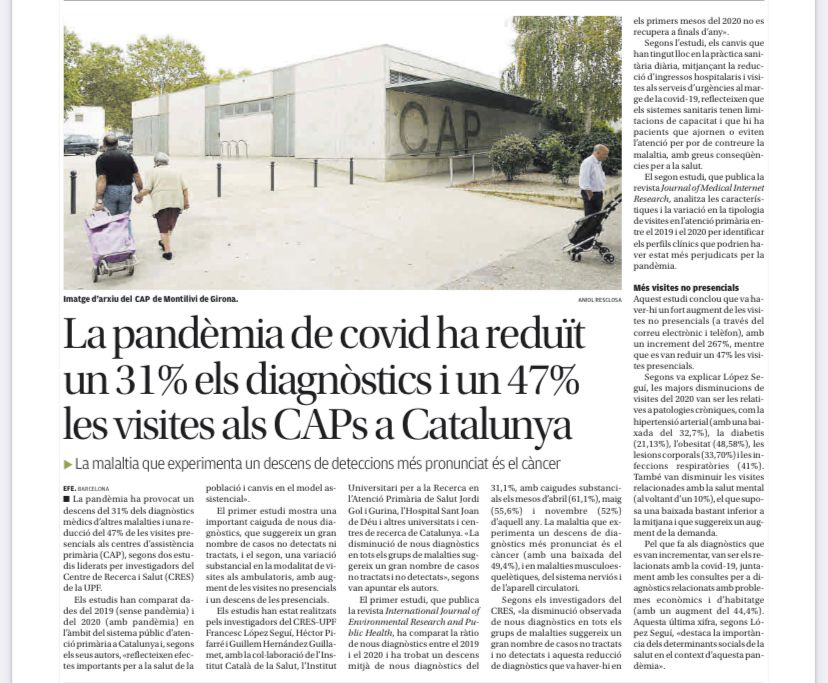 CAP
Imatge d'arxiu del CAP de Montilivi de Girona.
ANIOL RESCLOSA
La pandèmia de covid ha reduït
un 31% els diagnòstics i un 47%
les visites als CAPs a Catalunya
▶ La malaltia que experimenta un descens de deteccions més pronunciat és el càncer
EFE. BARCELONA
■ La pandèmia ha provocat un
descens del 31% dels diagnòstics
mèdics d'altres malalties i una re-
ducció del 47% de les visites pre-
sencials als centres d'assistència
primària (CAP), segons dos estu-
dis liderats per investigadors del
Centre de Recerca i Salut (CRES)
de la UPF.
Els estudis han comparat da-
des del 2019 (sense pandèmia) i
del 2020 (amb pandèmia) en
l'àmbit del sistema públic d'aten-
ció primària a Catalunya i, segons
els seus autors, «reflecteixen efec-
tes importants per a la salut de la
població i canvis en el model as-
sistencial».
El primer estudi mostra una
important caiguda de nous diag-
nòstics, que suggereix un gran
nombre de casos no detectats ni
tractats, i el segon, una variació
substancial en la modalitat de vi-
sites als ambulatoris, amb aug-
ment de les visites no presencials
i un descens de les presencials.
Els estudis han estat realitzats
pels investigadors del CRES-UPF
Francesc López Seguí, Héctor Pi-
farré i Guillem Hernández Guilla-
met, amb la col·laboració de l'Ins-
titut Català de la Salut, l'Institut
Universitari per a la Recerca en
l'Atenció Primària de Salut Jordi
Gol i Gurina, l'Hospital Sant Joan
de Déu i altres universitats i cen-
tres de recerca de Catalunya. «La
disminució de nous diagnòstics
en tots els grups de malalties sug-
gereix un gran nombre de casos
no tractats i no detectats», segons
van apuntar els autors.
El primer estudi, que publica
la revista International Journal of
Environmental Research and Pu-
blic Health, ha comparat la ràtio
de nous diagnòstics entre el 2019
i el 2020 i ha trobat un descens
mitjà de nous diagnòstics del
31,1%, amb caigudes substanci-
als els mesos d'abril (61,1%), maig
(55,6%) i novembre (52%)
d'aquell any. La malaltia que ex-
perimenta un descens de diag-
nòstics més pronunciat és el
càncer (amb una baixada del
49,4%), i en malalties musculoes-
quelètiques, del sistema nerviós i
de l'aparell circulatori.
Segons els investigadors del
CRES, «la disminució observada
de nous diagnòstics en tots els
grups de malalties suggereix un
gran nombre de casos no tractats
i no detectats i aquesta reducció
de diagnòstics que va haver-hi en
els primers mesos del 2020 no es
recupera a finals d'any».
Segons l'estudi, els canvis que
han tingut lloc en la pràctica sani-
tària diària, mitjançant la reduc-
ció d'ingressos hospitalaris i visi-
tes als serveis d'urgències al mar-
ge de la covid-19, reflecteixen que
els sistemes sanitaris tenen limi-
tacions de capacitat i que hi ha
pacients que ajornen o eviten
l'atenció per por de contreure la
malaltia, amb greus conseqüèn-
cies per a la salut.
El segon estudi, que publica la
revista Journal of Medical Internet
Research, analitza les caracterís-
tiques i la variació en la tipologia
de visites en l'atenció primària en-
tre el 2019 i el 2020 per identificar
els perfils clínics que podrien ha-
ver estat més perjudicats per la
pandèmia.
Més visites no presencials
Aquest estudi conclou que va ha-
ver-hi un fort augment de les visi-
tes no presencials (a través del
correu electrònic i telèfon), amb
un increment del 267%, mentre
que es van reduir un 47% les visi-
tes presencials.
Segons va explicar López Se-
guí, les majors disminucions de
visites del 2020 van ser les relati-
ves a patologies cròniques, com la
hipertensió arterial (amb una bai-
xada del 32,7%), la diabetis
(21,13%), l'obesitat (48,58%), les
lesions corporals (33,70%) i les in-
feccions respiratòries (41%).
També van disminuir les visites
relacionades amb la salut mental
(al voltant d'un 10%), el que supo-
sa una baixada bastant inferior a
la mitjana i que suggereix un aug-
ment de la demanda.
Pel que fa als diagnòstics que
es van incrementar, van ser els re-
lacionats amb la covid-19, junta-
ment amb les consultes per a di-
agnòstics relacionats amb proble-
mes econòmics i d'habitatge
(amb un augment del 44,4%).
Aquesta última xifra, segons Ló-
pez Seguí, «destaca la importàn-
cia dels determinants socials de la
salut en el context d'aquesta pan-
dèmia».